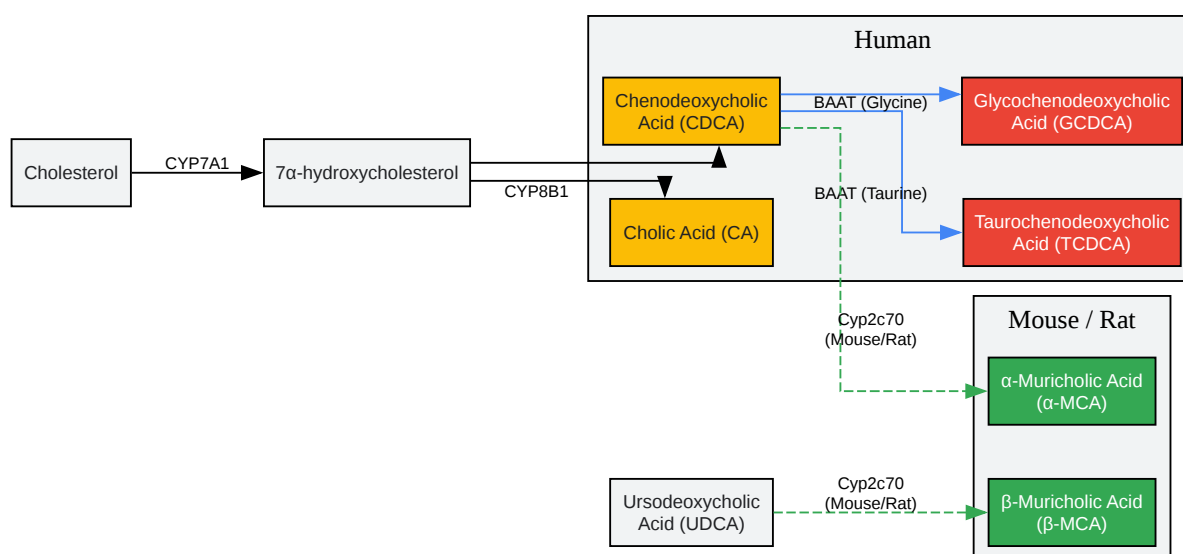 Human
Chenodeoxycholic
Acid (CDCA)
BAAT (Glycine)
Glycochenodeoxycholic
Acid (GCDCA)
Cholesterol
CYP7A1
7α-hydroxycholesterol
CYP8B1
BAAT (Taurine)
Cholic Acid (CA)
Taurochenodeoxycholic
Acid (TCDCA)
Cyp2c70
(Mouse/Rat)
Mouse / Rat
α-Muricholic Acid
(α-MCA)
Ursodeoxycholic
Acid (UDCA)
Cyp2c70
(Mouse/Rat)
β-Muricholic Acid
(β-MCA)